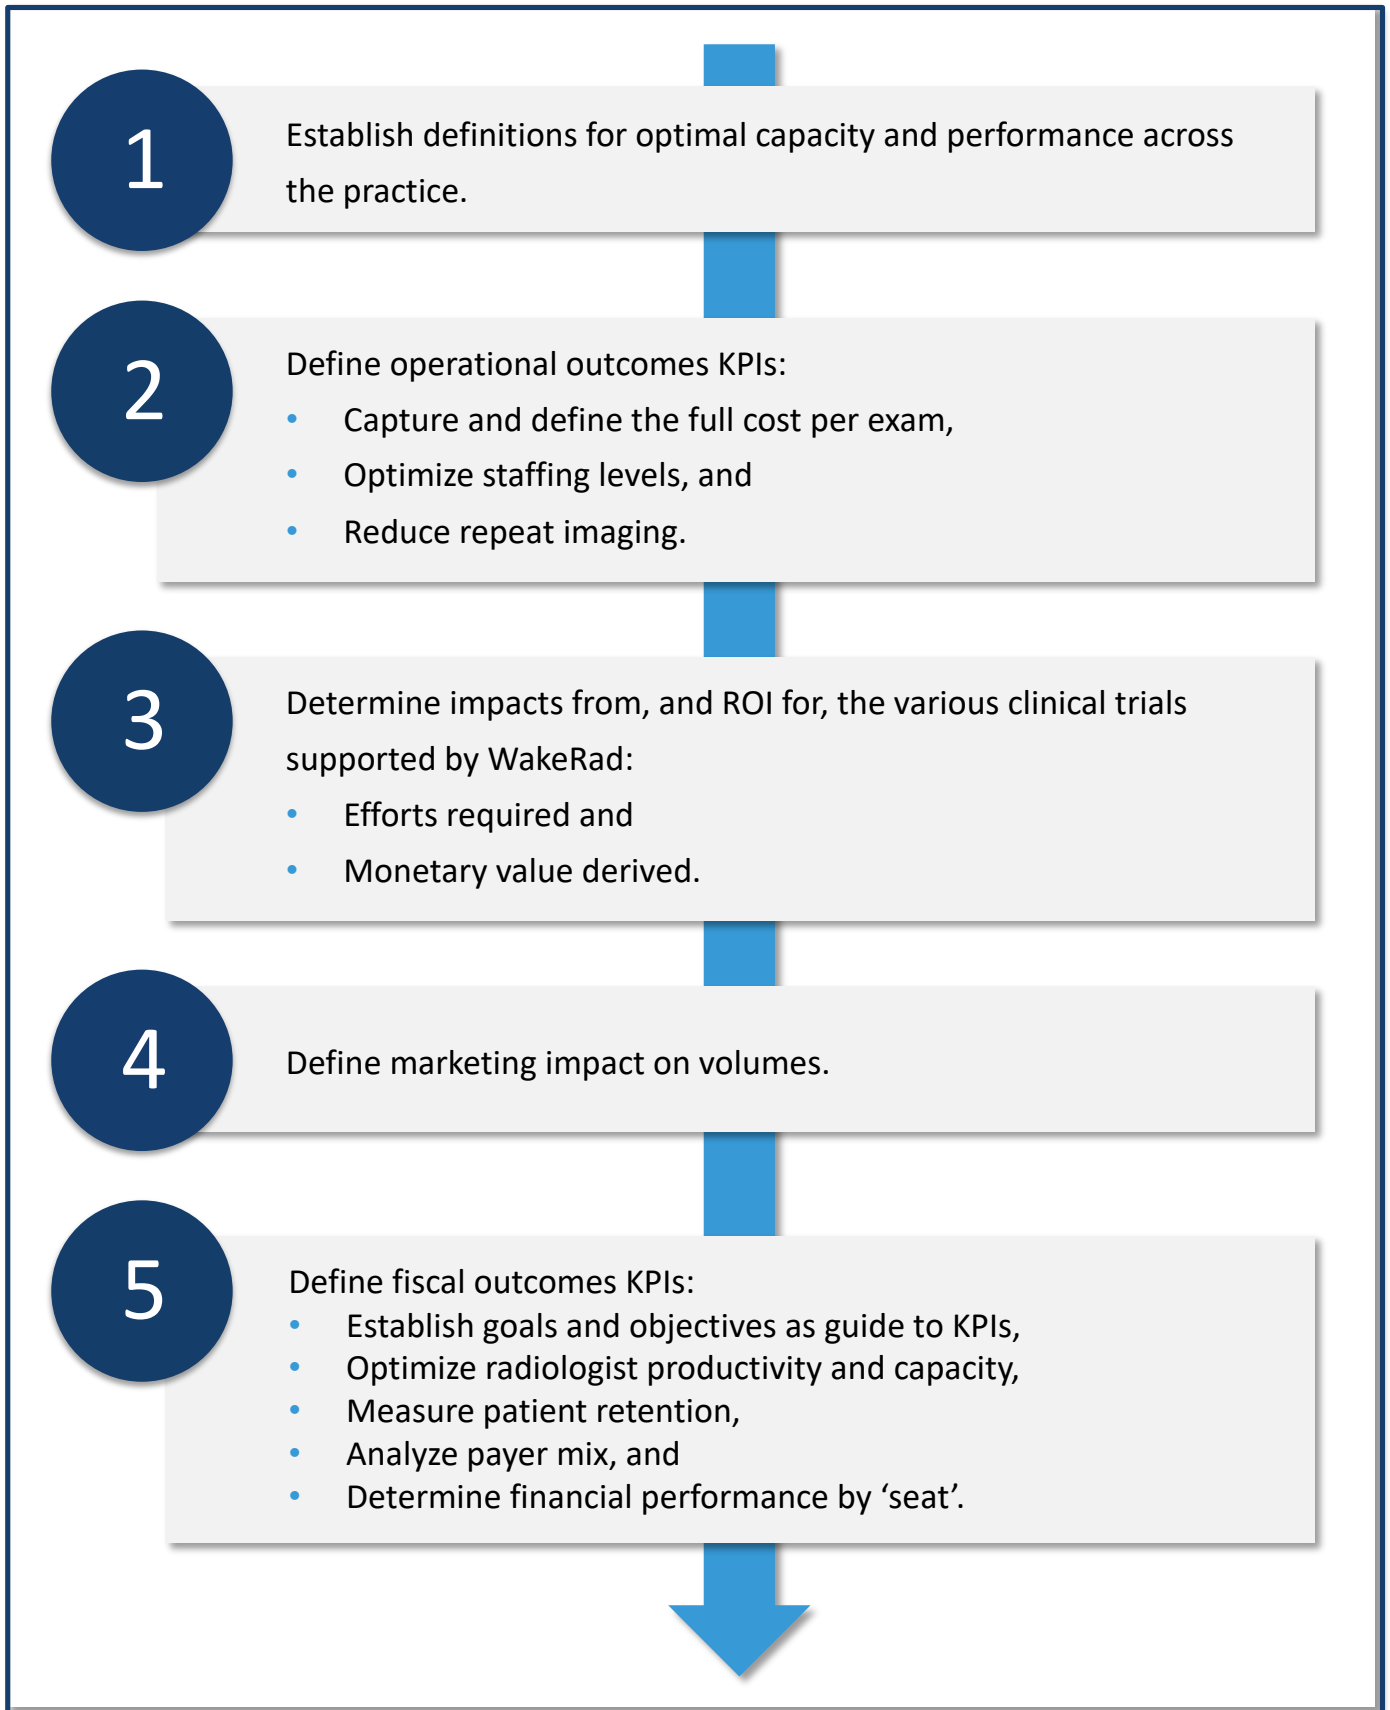 1
Establish definitions for optimal capacity and performance across
the practice.
2
Define operational outcomes KPIs:
• Capture and define the full cost per exam,
• Optimize staffing levels, and
• Reduce repeat imaging.
3
Determine impacts from, and ROI for, the various clinical trials
supported by WakeRad:
• Efforts required and
• Monetary value derived.
4
Define marketing impact on volumes.
5
Define fiscal outcomes KPIs:
• Establish goals and objectives as guide to KPIs,
• Optimize radiologist productivity and capacity,
• Measure patient retention,
• Analyze payer mix, and
• Determine financial performance by ‘seat’.